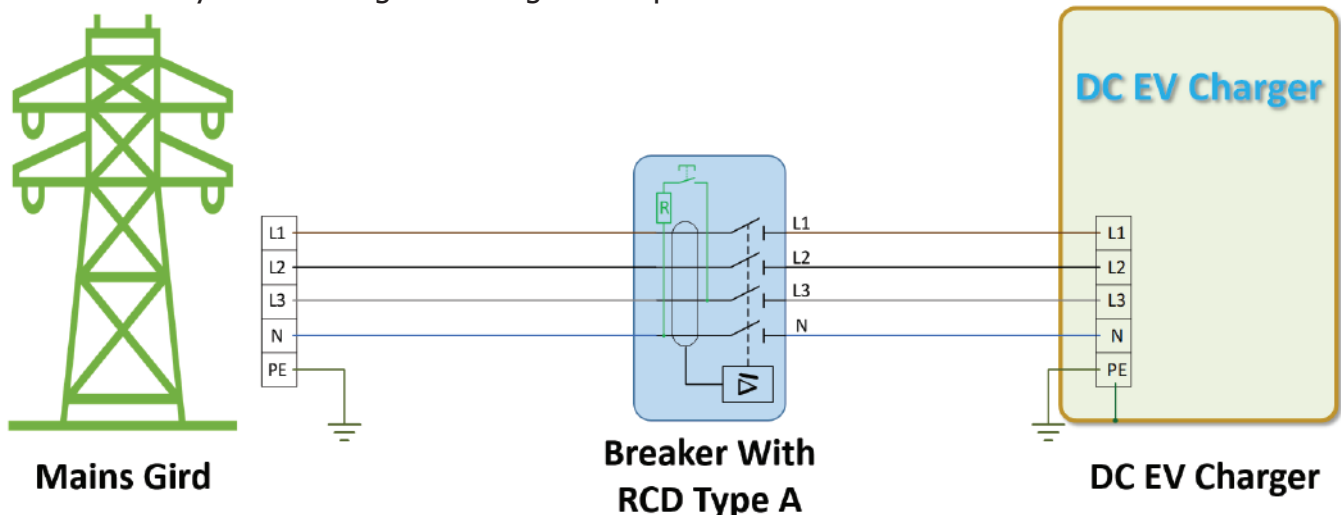 DC EV Charger
R
L1
L2
L3
N
PE
L1
L2
L3
N
L1
L2
L3
N
PE
Mains Gird
Breaker With
RCD Type A
DC EV Charger